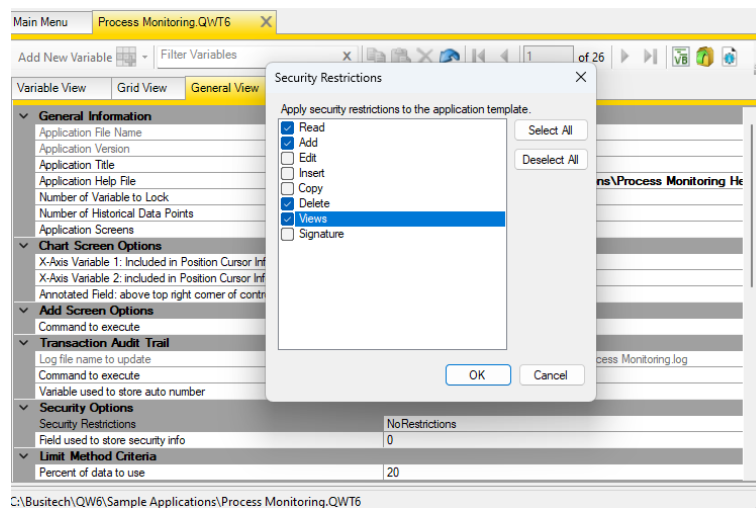 Main Menu
Process Monitoring.QWT6
Add New Variable
Filter Variables
X
1
of 26
VB
Variable View
Grid View
General View
General Information
Application File Name
Application Version
Application Title
Application Help File
ns\Process Monitoring He
Number of Variable to Lock
Number of Historical Data Points
Application Screens
Chart Screen Options
X-Axis Variable 1: Included in Position Cursor Inf
X-Axis Variable 2: included in Position Cursor Inf
Annotated Field: above top right corner of contr
Add Screen Options
Command to execute
Transaction Audit Trail
Log file name to update
cess Monitoring.log
Command to execute
Variable used to store auto number
Security Options
Security Restrictions
NoRestrictions
Field used to store security info
0
Limit Method Criteria
Percent of data to use
20
C:\Busitech\QW6\Sample Applications\Process Monitoring.QWT6
Security Restrictions
Apply security restrictions to the application template.
Read
Add
Edit
Insert
Copy
Delete
Views
Signature
Select All
Deselect All
OK
Cancel